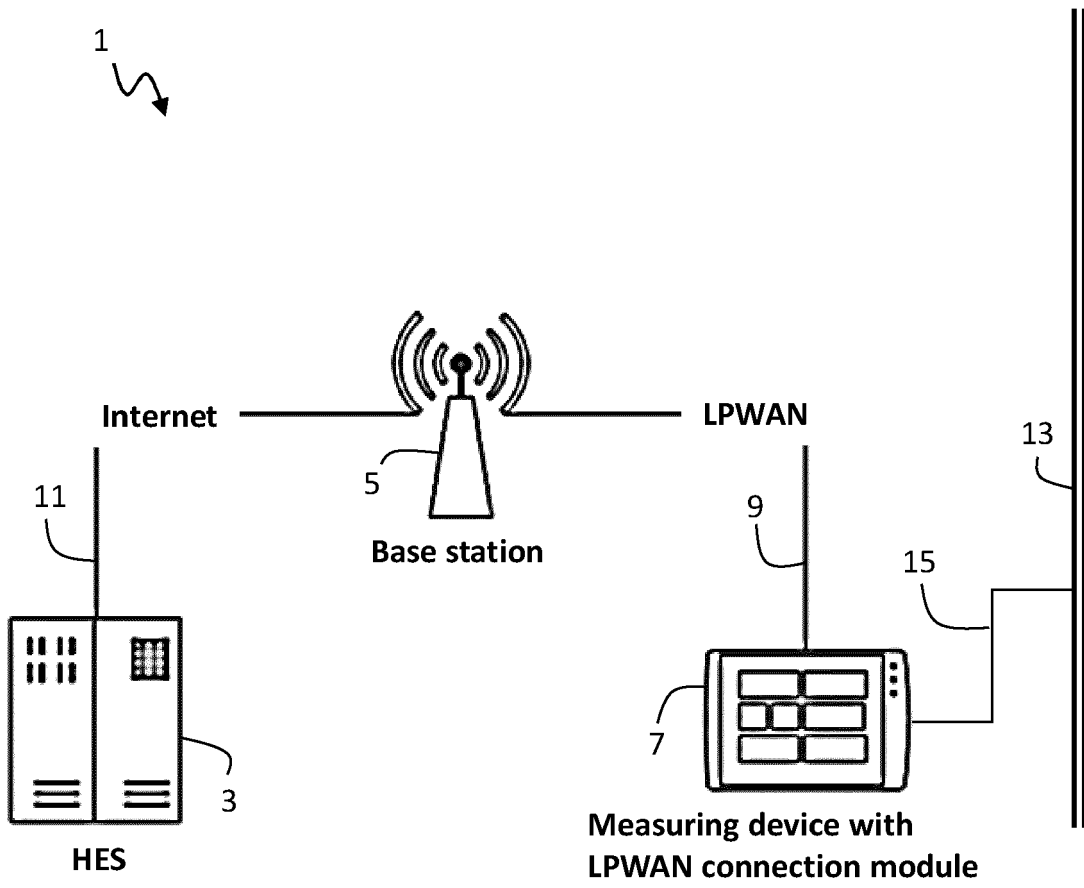 1
Internet
LPWAN
13
5
11
9
Base station
15
7
3
Measuring device with
LPWAN connection module
HES